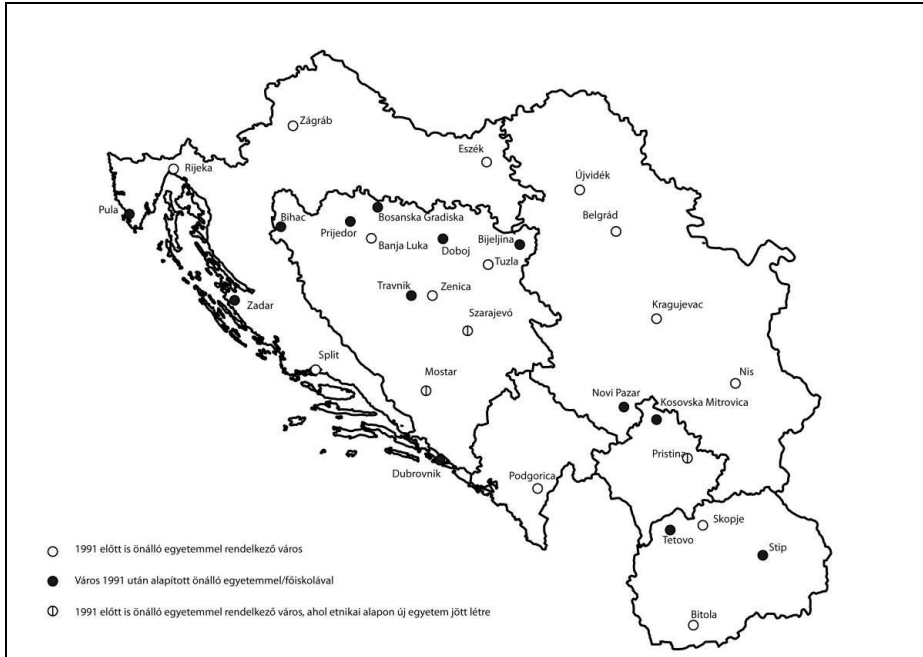 Zágráb
Eszék
Rijeka
Újvidék
Pula
Bihac
Bosanska Gradiska
Belgrád
Prijedor
Banja Luka
Doboj
Bijeljina
Tuzla
Travnik
Zenica
Zadar
Szarajevó
Kragujevac
Split
Mostar
Nis
Novi Pazar
Kosovska Mitrovica
Pristina
Dubrovnik
Podgorica
Skopje
Tetovo
Stip
Bitola
1991 előtt is önálló egyetemmel rendelkező város
Város 1991 után alapított önálló egyetemmel/főiskolával
1991 előtt is önálló egyetemmel rendelkező város, ahol etnikai alapon új egyetem jött létre